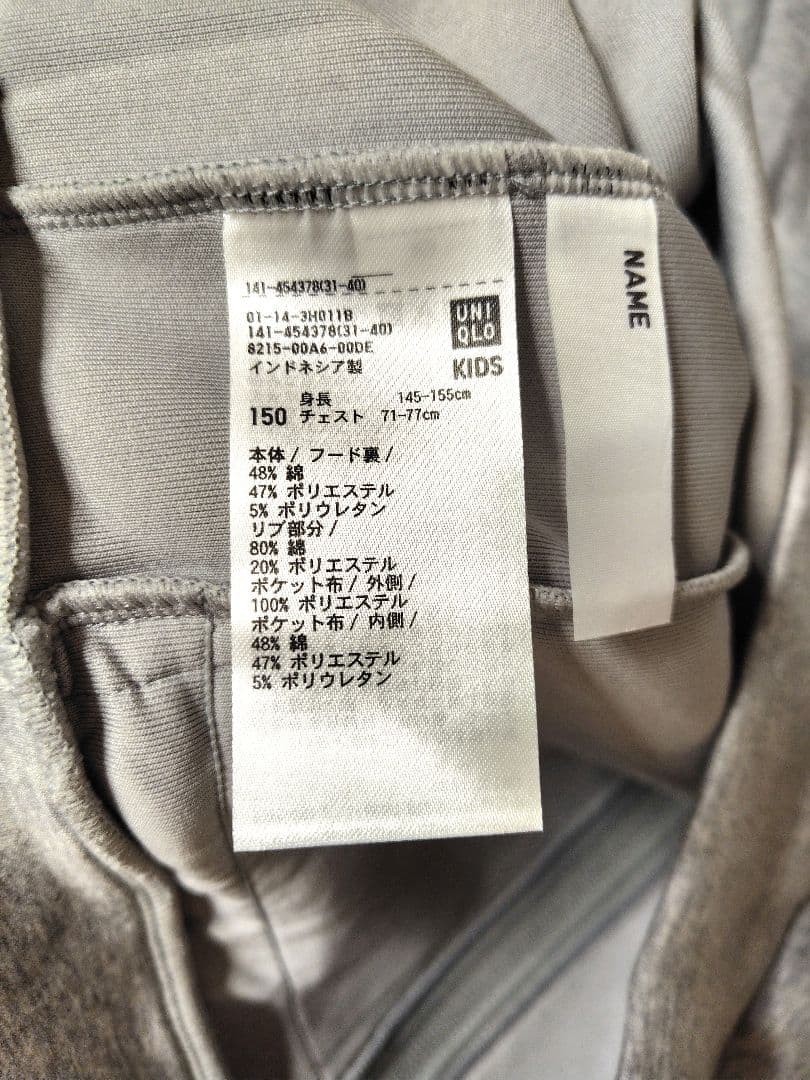 141-454378(31-40)
01-14-3H011B
141-454378(31-40)
8215-00A6-00DE
インドネシア製
UNI
QLO
KIDS
身長 145-155cm
150 チェスト 71-77cm
本体/ フード裏/
48% 綿
47% ポリエステル
5% ポリウレタン
リブ部分/
80% 綿
20% ポリエステル
ポケット布/ 外側/
100% ポリエステル
ポケット布/ 内側/
48% 綿
47% ポリエステル
5% ポリウレタン
NAME